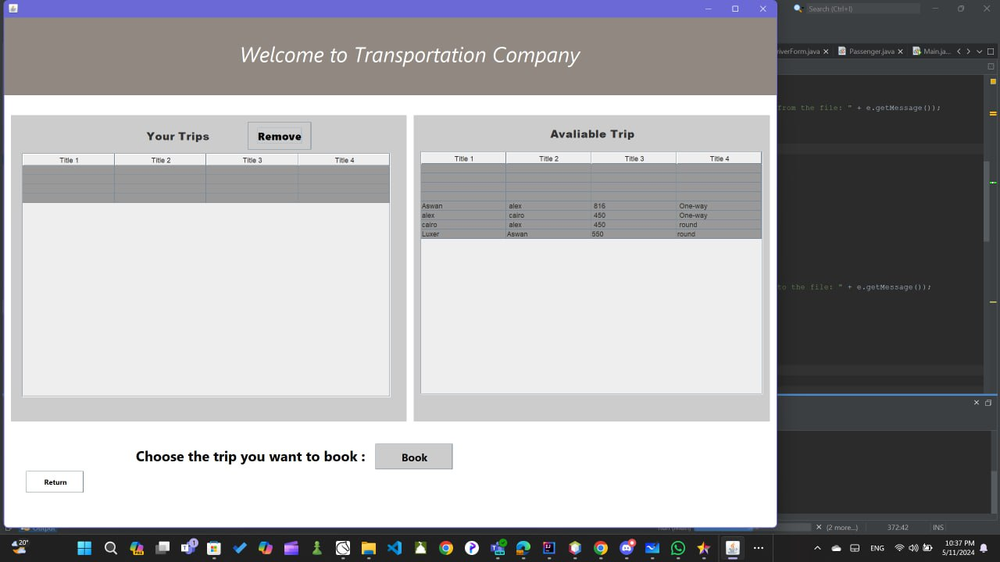 Search (Ctrl+I)
Welcome to Transportation Company
riverForm.java
Passenger.java
Main.ja...
from the file: " + e.getMessage());
Your Trips
Remove
Title 1 Title 2 Title 3 Title 4
Avaliable Trip
Title 1 Title 2 Title 3 Title 4
Aswan alex 816 One-way
alex cairo 450 One-way
cairo alex 450 round
Luxer Aswan 550 round
to the file: " + e.getMessage());
Choose the trip you want to book :
Book
Return
Output
(2 more...)
372:42
INS
20°
1
ENG
10:37 PM
5/11/2024